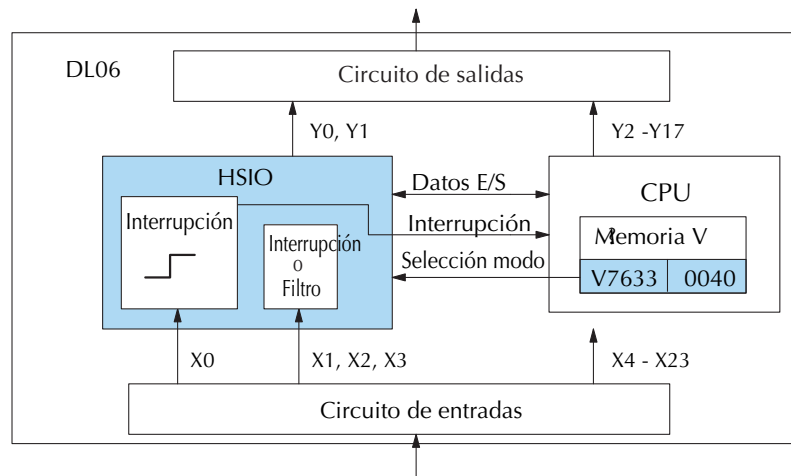 DL06
Circuito de salidas
Y0, Y1
Y2 -Y17
HSIO
CPU
Datos E/S
Interrupción
Interrupción
Interrupción
o
Filtro
Selección modo
Memoria V
V7633
0040
X0
X1, X2, X3
X4 - X23
Circuito de entradas